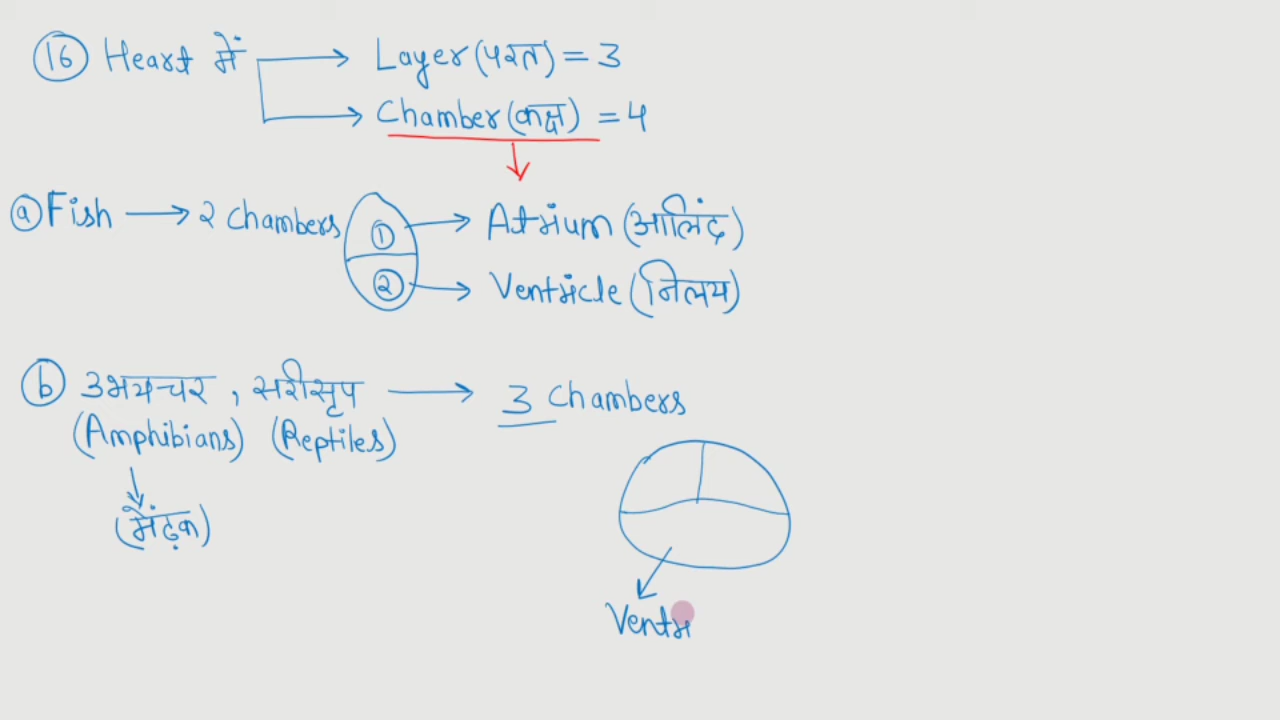 16 Heart में → Layer (परत) = 3
→ Chamber (कक्ष) = 4
a Fish → 2 Chambers 1 → Atrium (आलिंद)
2 → Ventricle (निलय)
b उभयचर, सरीसृप → 3 Chambers
(Amphibians) (Reptiles)
(मेंढ़क)
Ventr